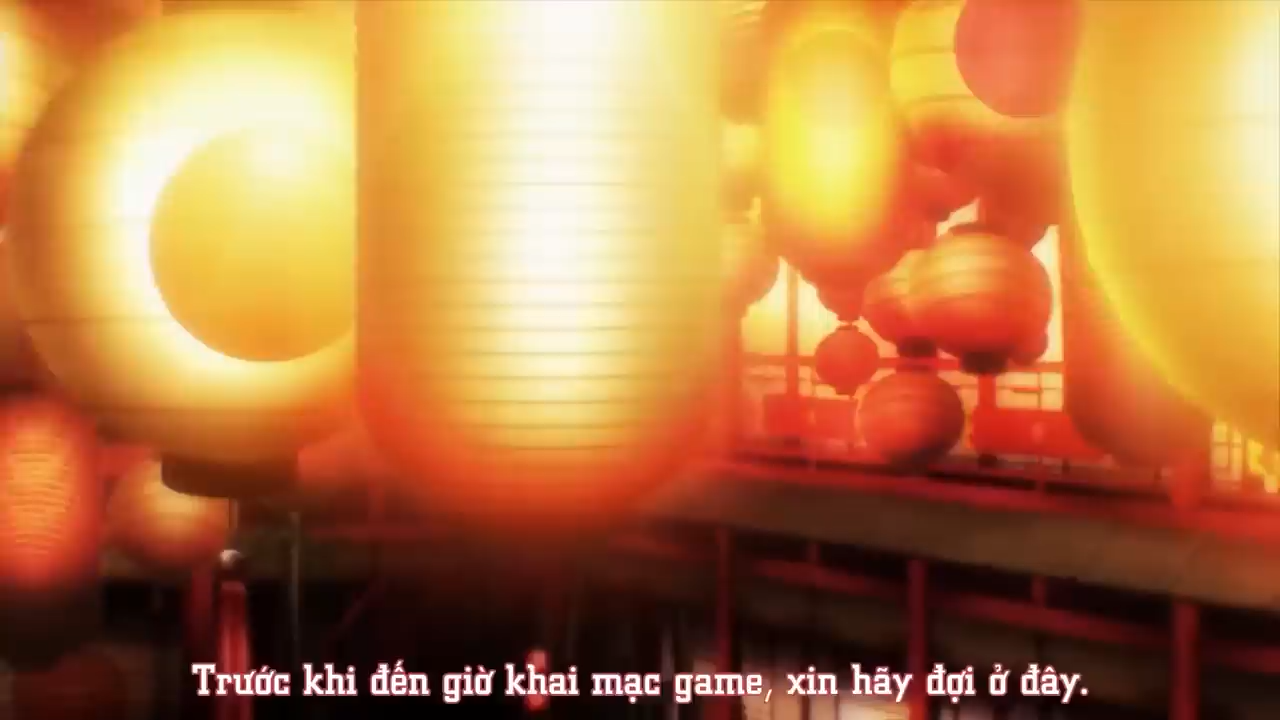 Trước khi đến giờ khai mạc game, xin hãy đợi ở đây.